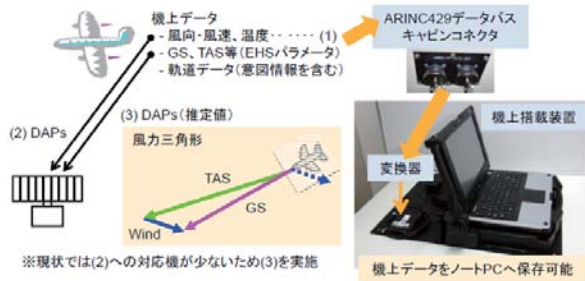 機上データ
- 風向・風速、温度‥‥‥ (1)
- GS、TAS等(EHSパラメータ)
- 軌道データ(意図情報を含む)
ARINC429データバス
キャビンコネクタ
(2) DAPs
(3) DAPs(推定値)
風力三角形
TAS
GS
Wind
機上搭載装置
変換器
※現状では(2)への対応機が少ないため(3)を実施
機上データをノートPCへ保存可能